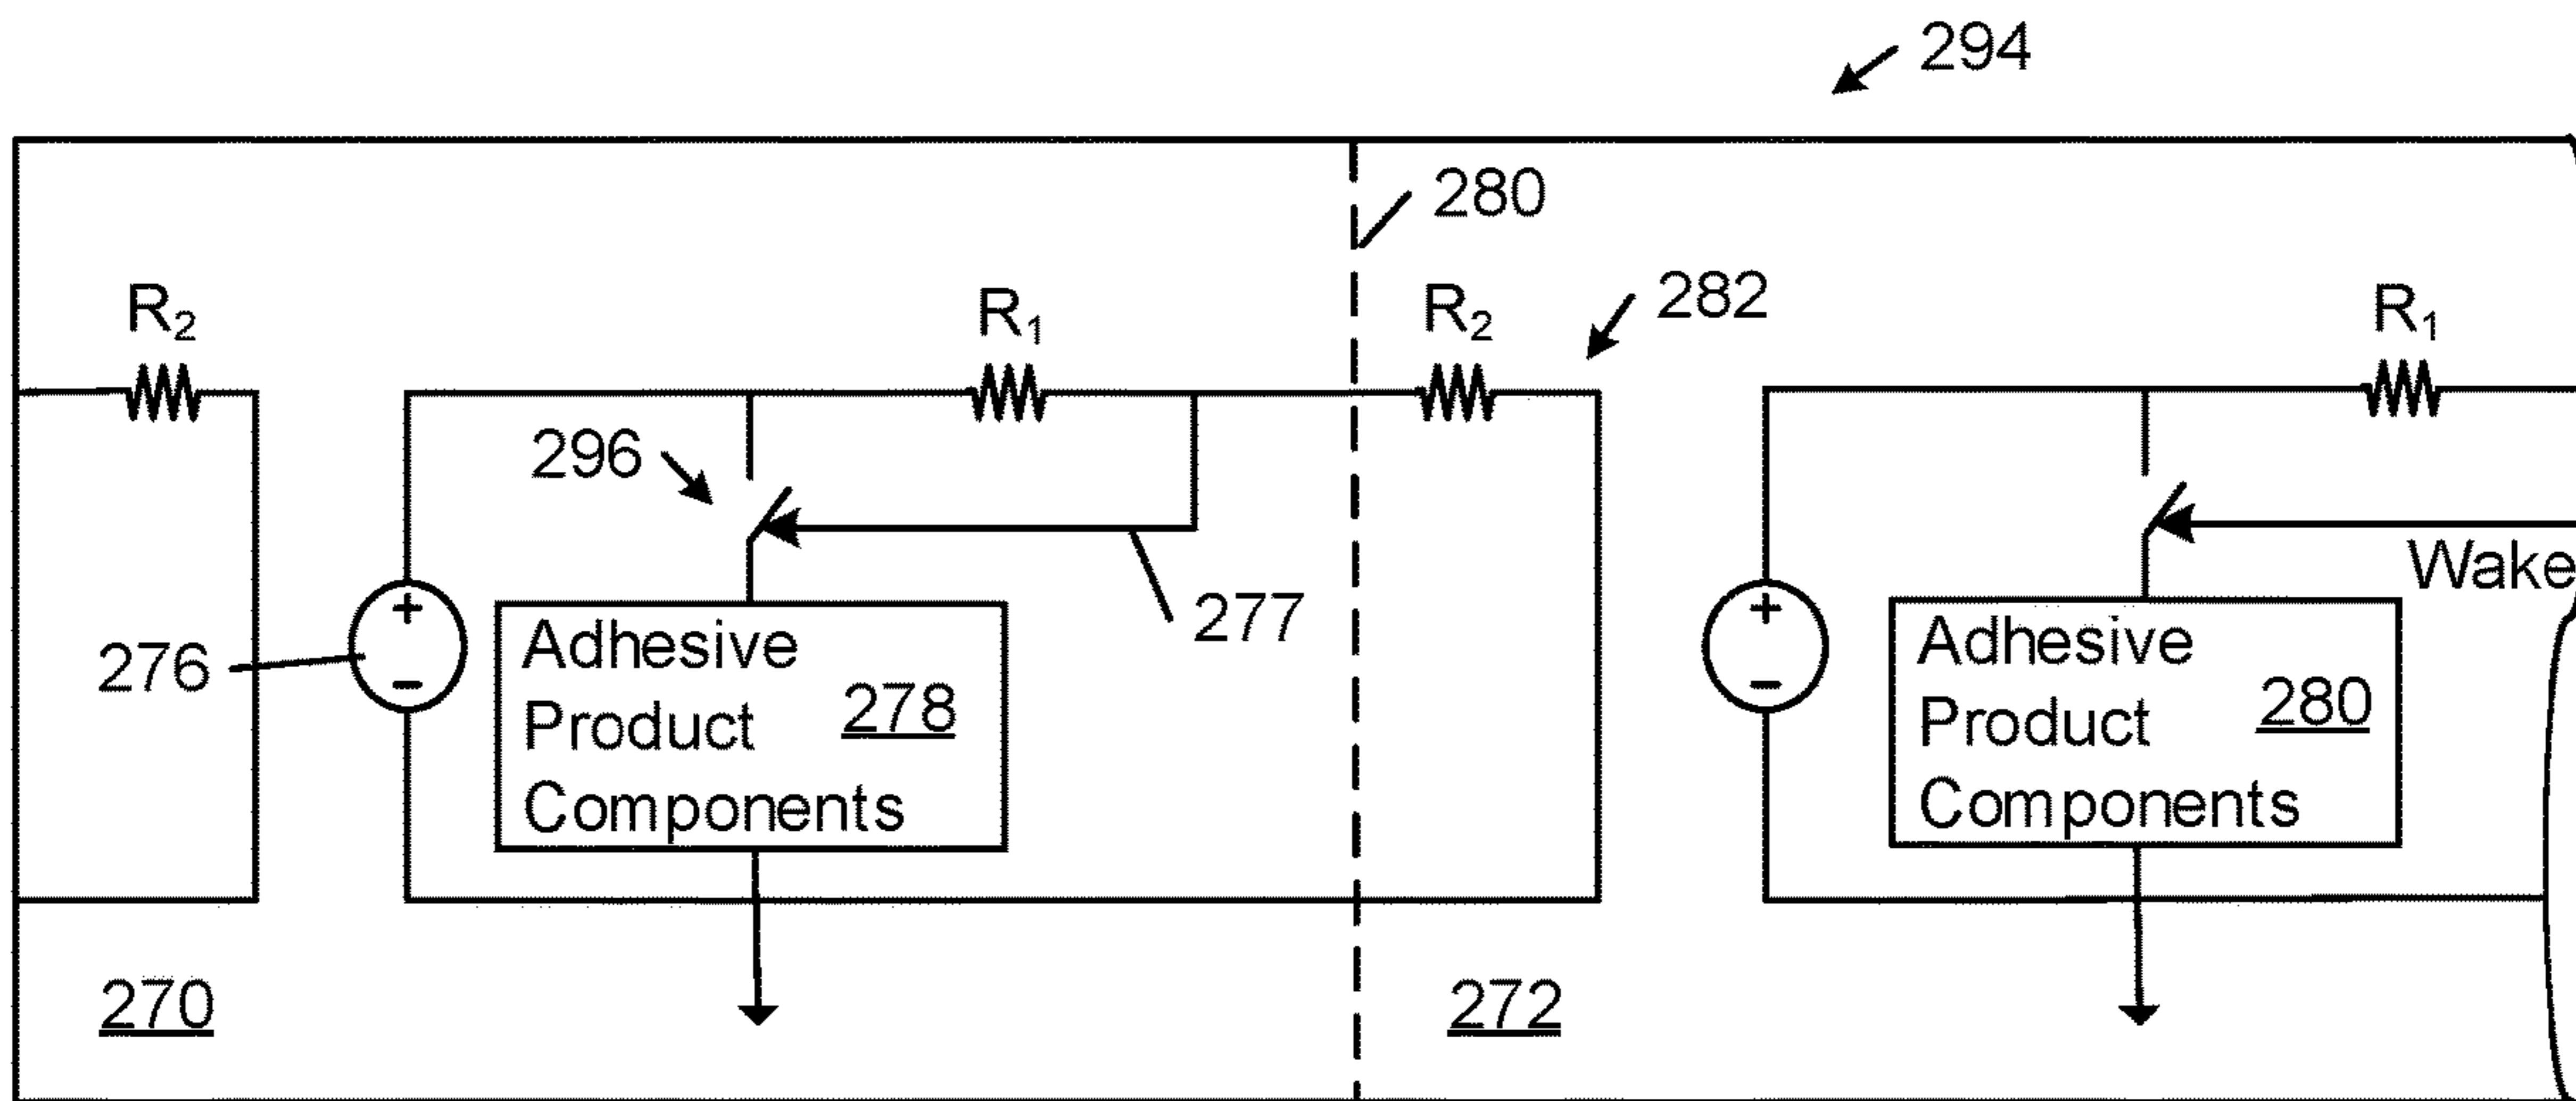 294
280
R₂
R₁
R₂
282
R₁
296
277
Wake
276
Adhesive
Product
Components
278
Adhesive
Product
Components
280
270
272